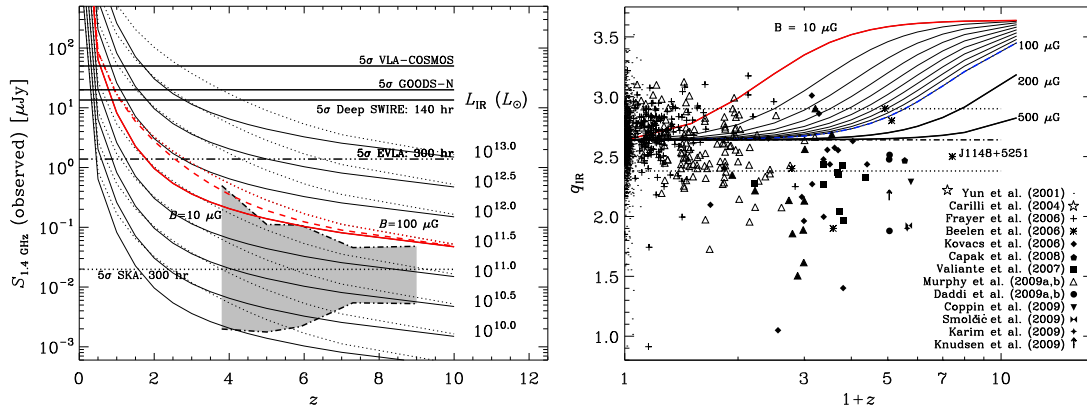 S1.4 GHz (observed) [μJy]
10^2
10^1
10^0
10^-1
10^-2
10^-3
5σ VLA-COSMOS
5σ GOODS-N
5σ Deep SWIRE: 140 hr
5σ EVLA: 300 hr
B=10 μG
B=100 μG
5σ SKA: 300 hr
L_IR (L_⊙)
10^13.0
10^12.5
10^12.0
10^11.5
10^11.0
10^10.5
10^10.0
0 2 4 6 8 10 12
z
q_IR
3.5
3.0
2.5
2.0
1.5
1.0
B = 10 μG
100 μG
200 μG
500 μG
J1148+5251
Yun et al. (2001)
Carilli et al. (2004)
Frayer et al. (2006)
Beelen et al. (2006)
Kovacs et al. (2006)
Capak et al. (2008)
Valiante et al. (2007)
Murphy et al. (2009a,b)
Daddi et al. (2009a,b)
Coppin et al. (2009)
Smolčić et al. (2009)
Karim et al. (2009)
Knudsen et al. (2009)
1 3 5 7 10
1+z